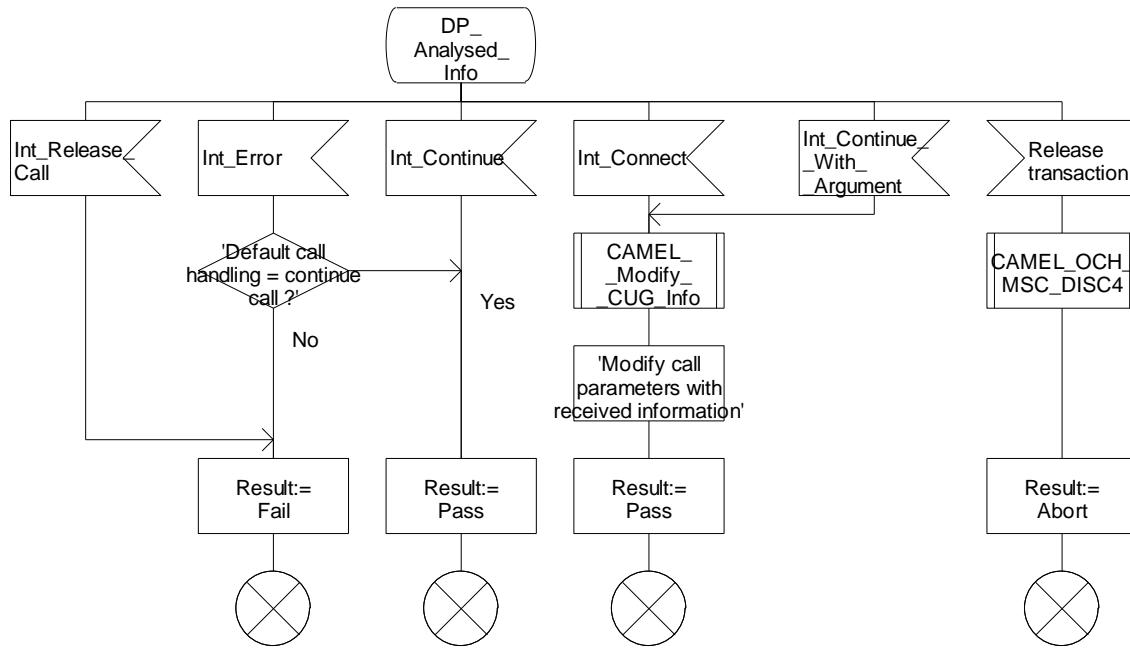 DP_
Analysed_
Info
Int_Release_
Call
Int_Error
Int_Continue
Int_Connect
Int_Continue_
_With_
_Argument
Release
transaction
'Default call
handling = continue
call ?'
Yes
No
CAMEL_
_Modify_
_CUG_Info
CAMEL_OCH_
MSC_DISC4
'Modify call
parameters with
received information'
Result:=
Fail
Result:=
Pass
Result:=
Pass
Result:=
Abort